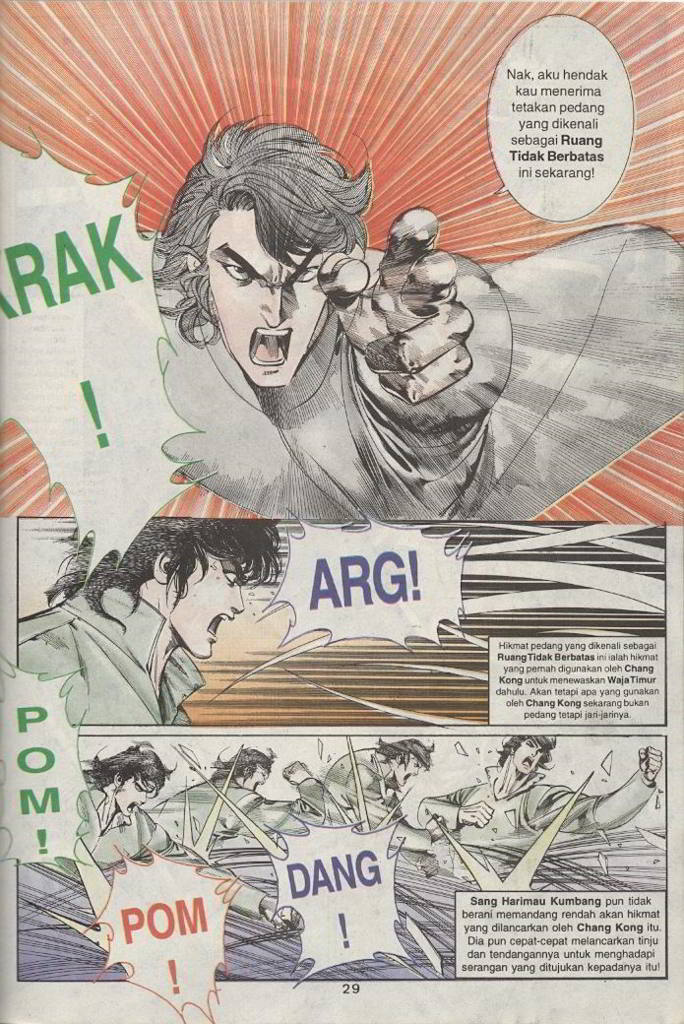 Nak, aku hendak
kau menerima
tetakan pedang
yang dikenali
sebagai Ruang
Tidak Berbatas
ini sekarang!
RAK
!
ARG!
Hikmat pedang yang dikenali sebagai
Ruang Tidak Berbatas ini ialah hikmat
yang pernah digunakan oleh Chang
Kong untuk menewaskan Waja Timur
dahulu. Akan tetapi apa yang gunakan
oleh Chang Kong sekarang bukan
pedang tetapi jari-jarinya.
POM!
DANG
!
POM
!
Sang Harimau Kumbang pun tidak
berani memandang rendah akan hikmat
yang dilancarkan oleh Chang Kong itu.
Dia pun cepat-cepat melancarkan tinju
dan tendangannya untuk menghadapi
serangan yang ditujukan kepadanya itu!
29